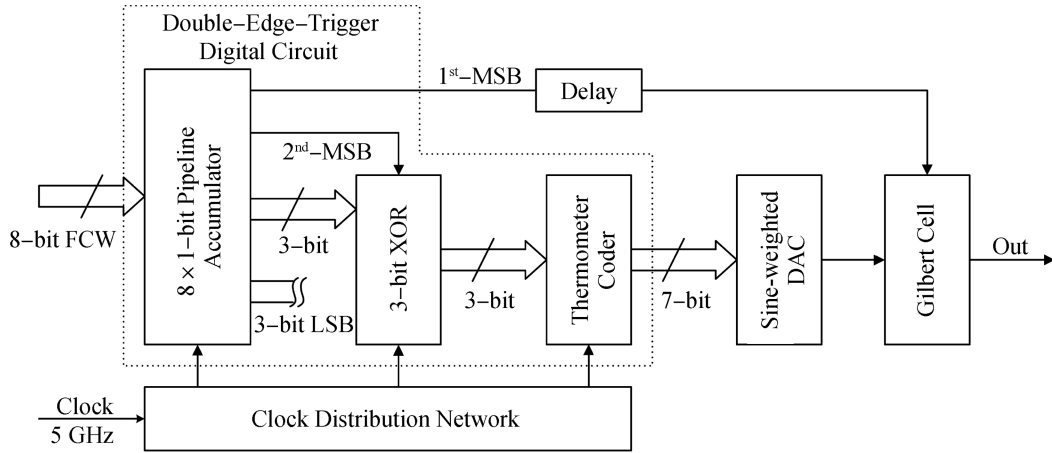 Double-Edge-Trigger
Digital Circuit
1st-MSB
Delay
2nd-MSB
8 × 1-bit Pipeline
Accumulator
8-bit FCW
3-bit
3-bit LSB
3-bit XOR
3-bit
Thermometer
Coder
7-bit
Sine-weighted
DAC
Gilbert Cell
Out
Clock
5 GHz
Clock Distribution Network